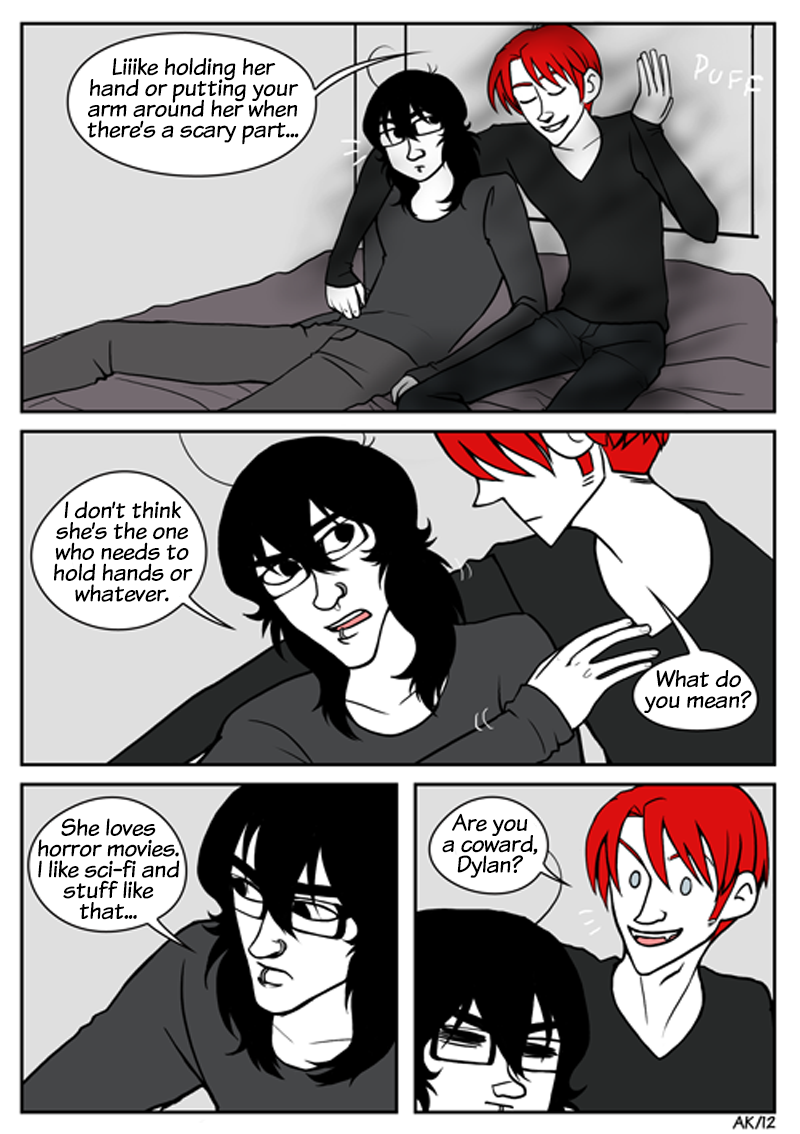 Liiike holding her
hand or putting your
arm around her when
there's a scary part...
PUFF
I don't think
she's the one
who needs to
hold hands or
whatever.
What do
you mean?
She loves
horror movies.
I like sci-fi and
stuff like
that...
Are you
a coward,
Dylan?
AK/12